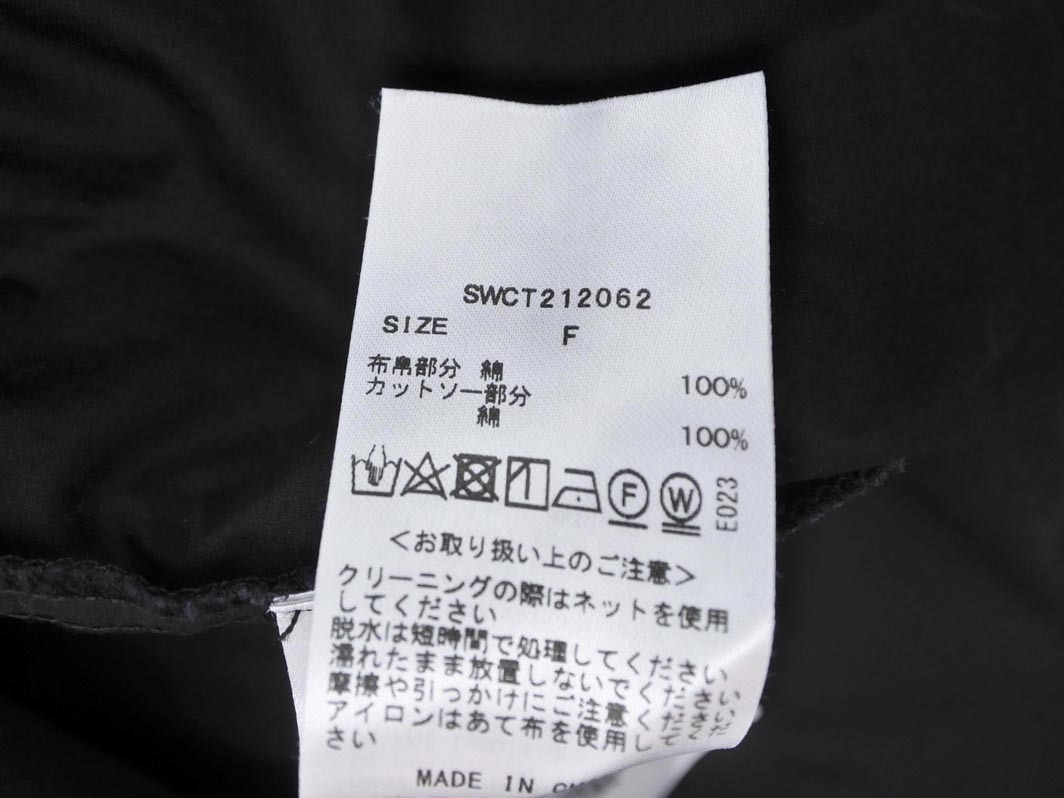 SWCT212062
SIZE F
布帛部分 綿 100%
カットソー部分
綿 100%
F W E023
＜お取り扱い上のご注意＞
クリーニングの際はネットを使用
してください
脱水は短時間で処理してください
濡れたまま放置しないでください
摩擦や引っかけにご注意ください
アイロンはあて布を使用してくだ
さい
MADE IN